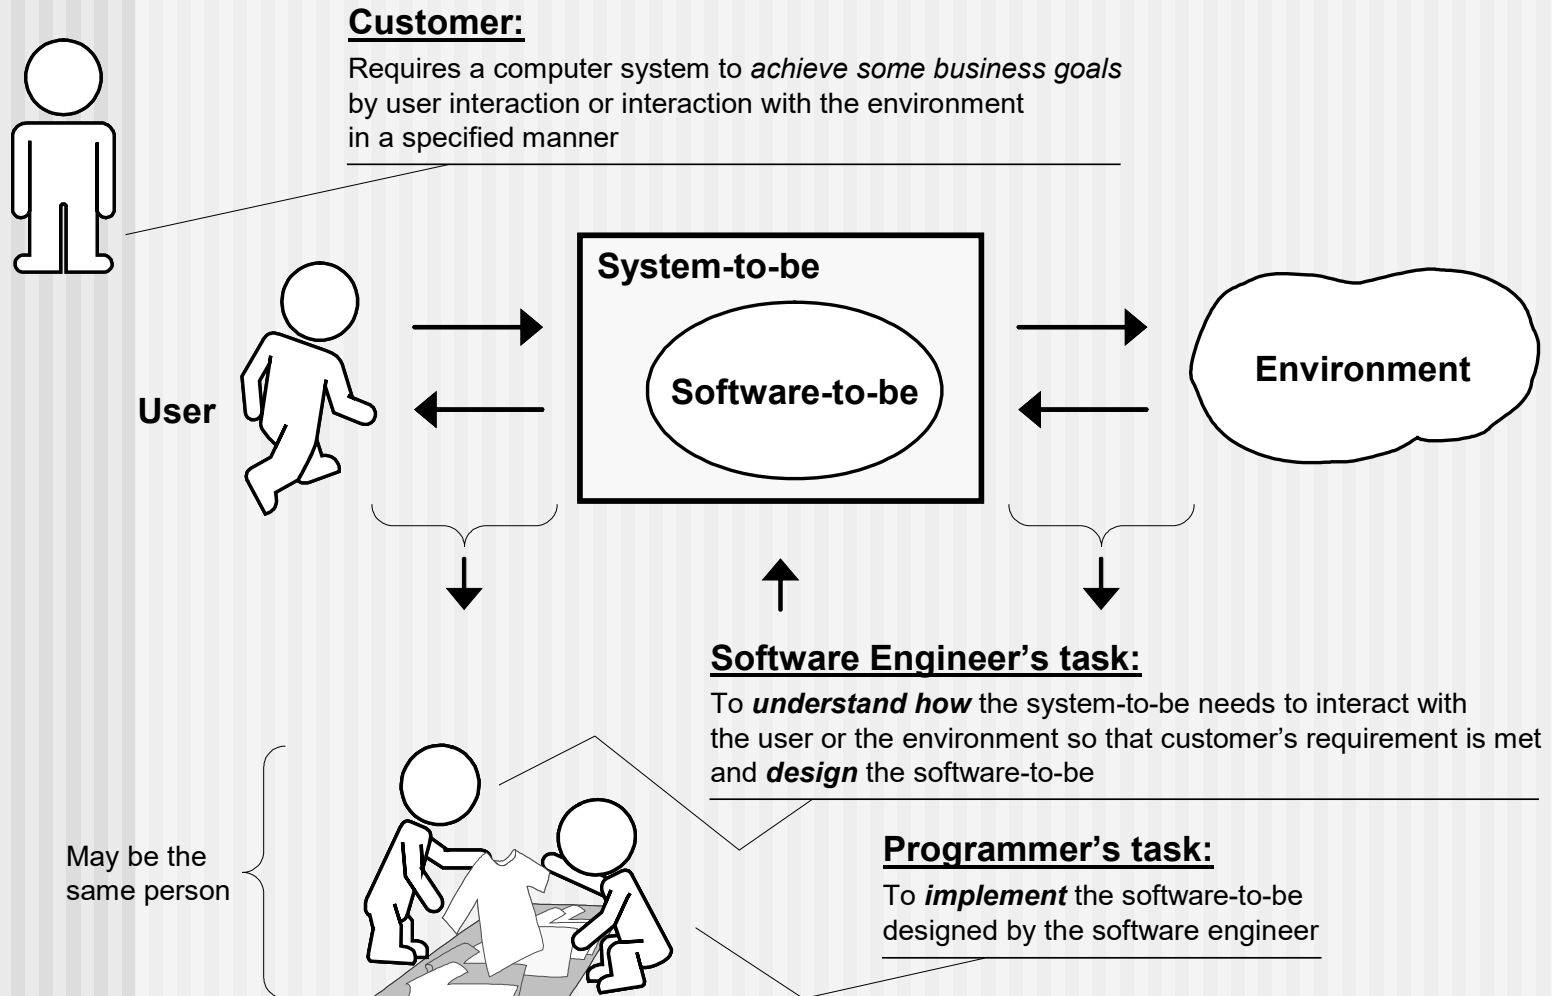 Customer:
Requires a computer system to achieve some business goals
by user interaction or interaction with the environment
in a specified manner
System-to-be
Software-to-be
User
Environment
Software Engineer’s task:
To understand how the system-to-be needs to interact with
the user or the environment so that customer’s requirement is met
and design the software-to-be
May be the
same person
Programmer’s task:
To implement the software-to-be
designed by the software engineer